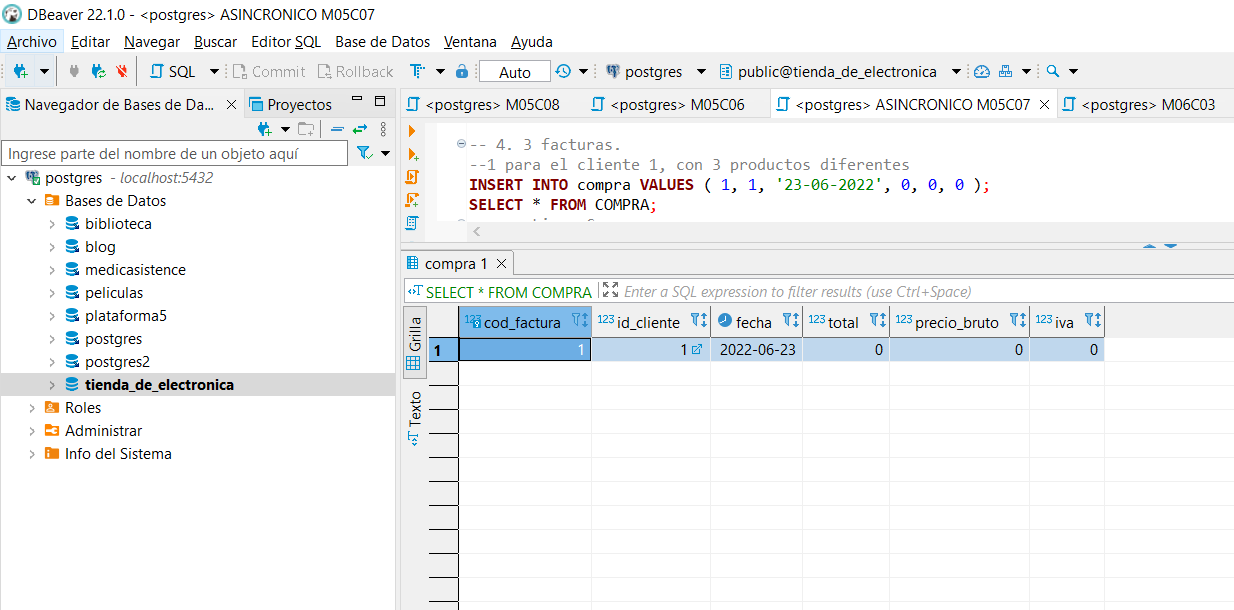 DBeaver 22.1.0 - <postgres> ASINCRONICO M05C07
Archivo Editar Navegar Buscar Editor SQL Base de Datos Ventana Ayuda
SQL Commit Rollback Auto postgres public@tienda_de_electronica
Navegador de Bases de Da... Proyectos
<postgres> M05C08 <postgres> M05C06 <postgres> ASINCRONICO M05C07 <postgres> M06C03
Ingrese parte del nombre de un objeto aquí
postgres - localhost:5432
Bases de Datos
biblioteca
blog
medicasistence
peliculas
plataforma5
postgres
postgres2
tienda_de_electronica
Roles
Administrar
Info del Sistema
-- 4. 3 facturas.
--1 para el cliente 1, con 3 productos diferentes
INSERT INTO compra VALUES ( 1, 1, '23-06-2022', 0, 0, 0 );
SELECT * FROM COMPRA;
compra 1
SELECT * FROM COMPRA Enter a SQL expression to filter results (use Ctrl+Space)
Grilla
Texto
123 cod_factura 123 id_cliente fecha 123 total 123 precio_bruto 123 iva
1 1 1 2022-06-23 0 0 0